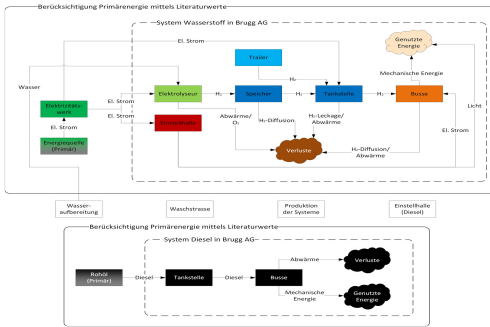 Berücksichtigung Primärenergie mittels Literaturwerte
System Wasserstoff in Brugg AG
El. Strom
Genutzte
Energie
Trailer
Wasser
H₂
Mechanische Energie
El. Strom
Elektrolyseur
H₂
Speicher
H₂
Tankstelle
H₂
Busse
Licht
Elektrizitäts-
werk
El. Strom
Abwärme/
O₂
H₂-Diffusion
H₂-Leckage/
Abwärme
El. Strom
El. Strom
Energiequelle
(Primär)
Verluste
H₂-Diffusion/
Abwärme
Wasser-
aufbereitung
Waschstrasse
Produktion
der Systeme
Einstellhalle
(Diesel)
Berücksichtigung Primärenergie mittels Literaturwerte
System Diesel in Brugg AG
Rohöl
(Primär)
Diesel
Tankstelle
Diesel
Busse
Abwärme
Verluste
Mechanische
Energie
Genutzte
Energie